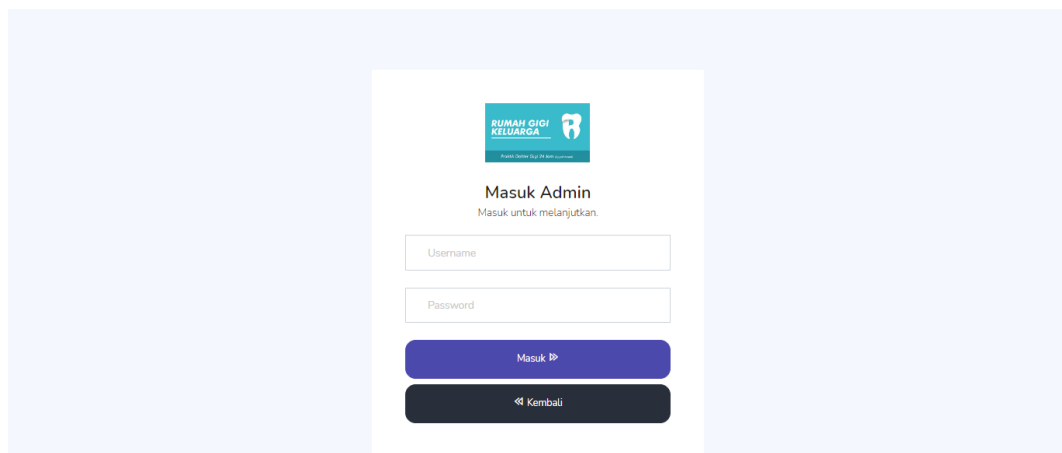 RUMAH GIGI
KELUARGA
Masuk Admin
Masuk untuk melanjutkan.
Username
Password
Masuk
Kembali